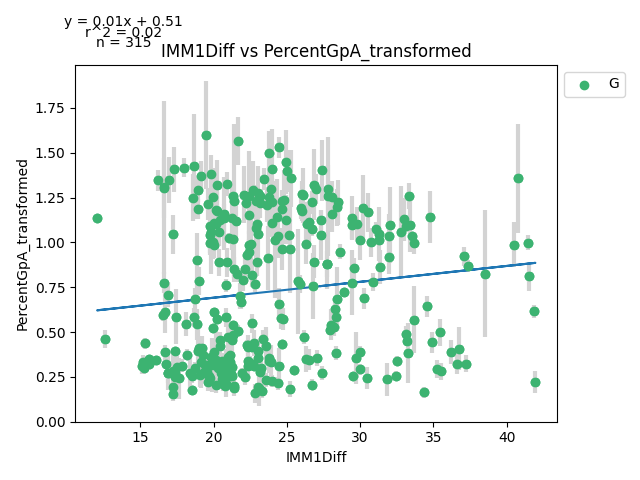 y = 0.01x + 0.51
r^2 = 0.02
n = 315
IMM1Diff vs PercentGpA_transformed
G
PercentGpA_transformed
1.75
1.50
1.25
1.00
0.75
0.50
0.25
0.00
15 20 25 30 35 40
IMM1Diff